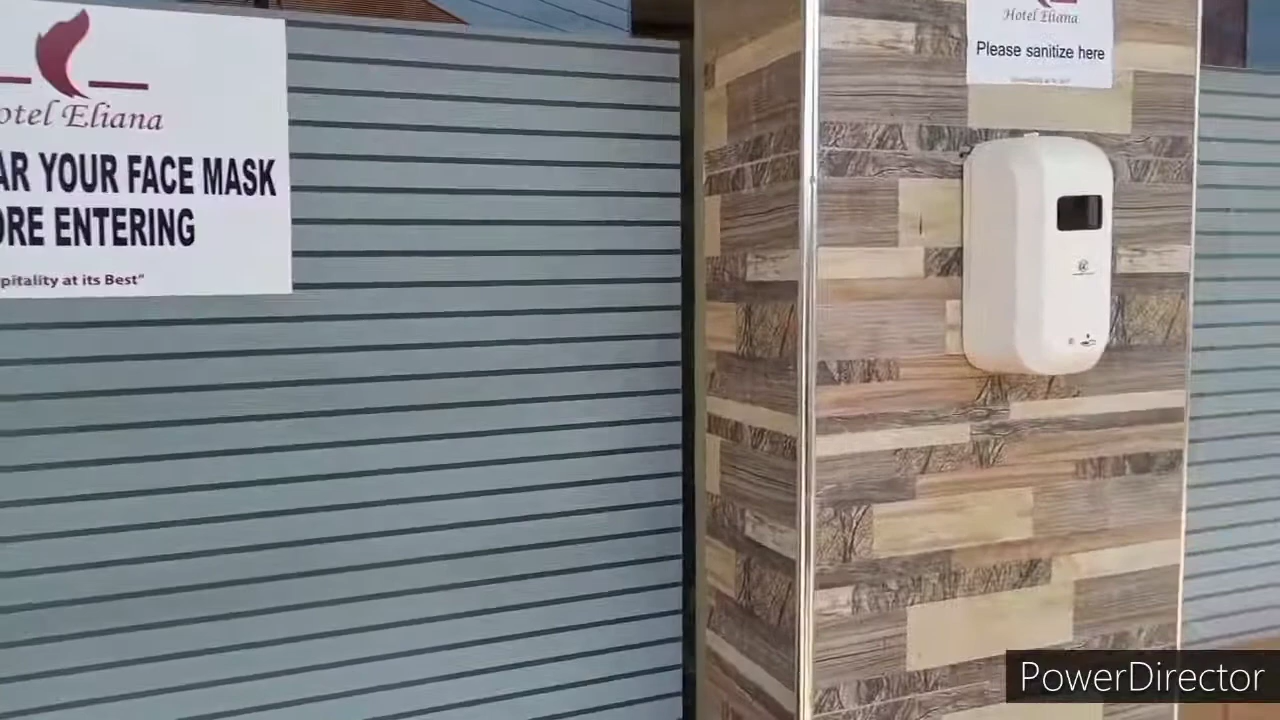 otel Eliana
AR YOUR FACE MASK
ORE ENTERING
pitality at its Best"
Hotel Eliana
Please sanitize here
PowerDirector